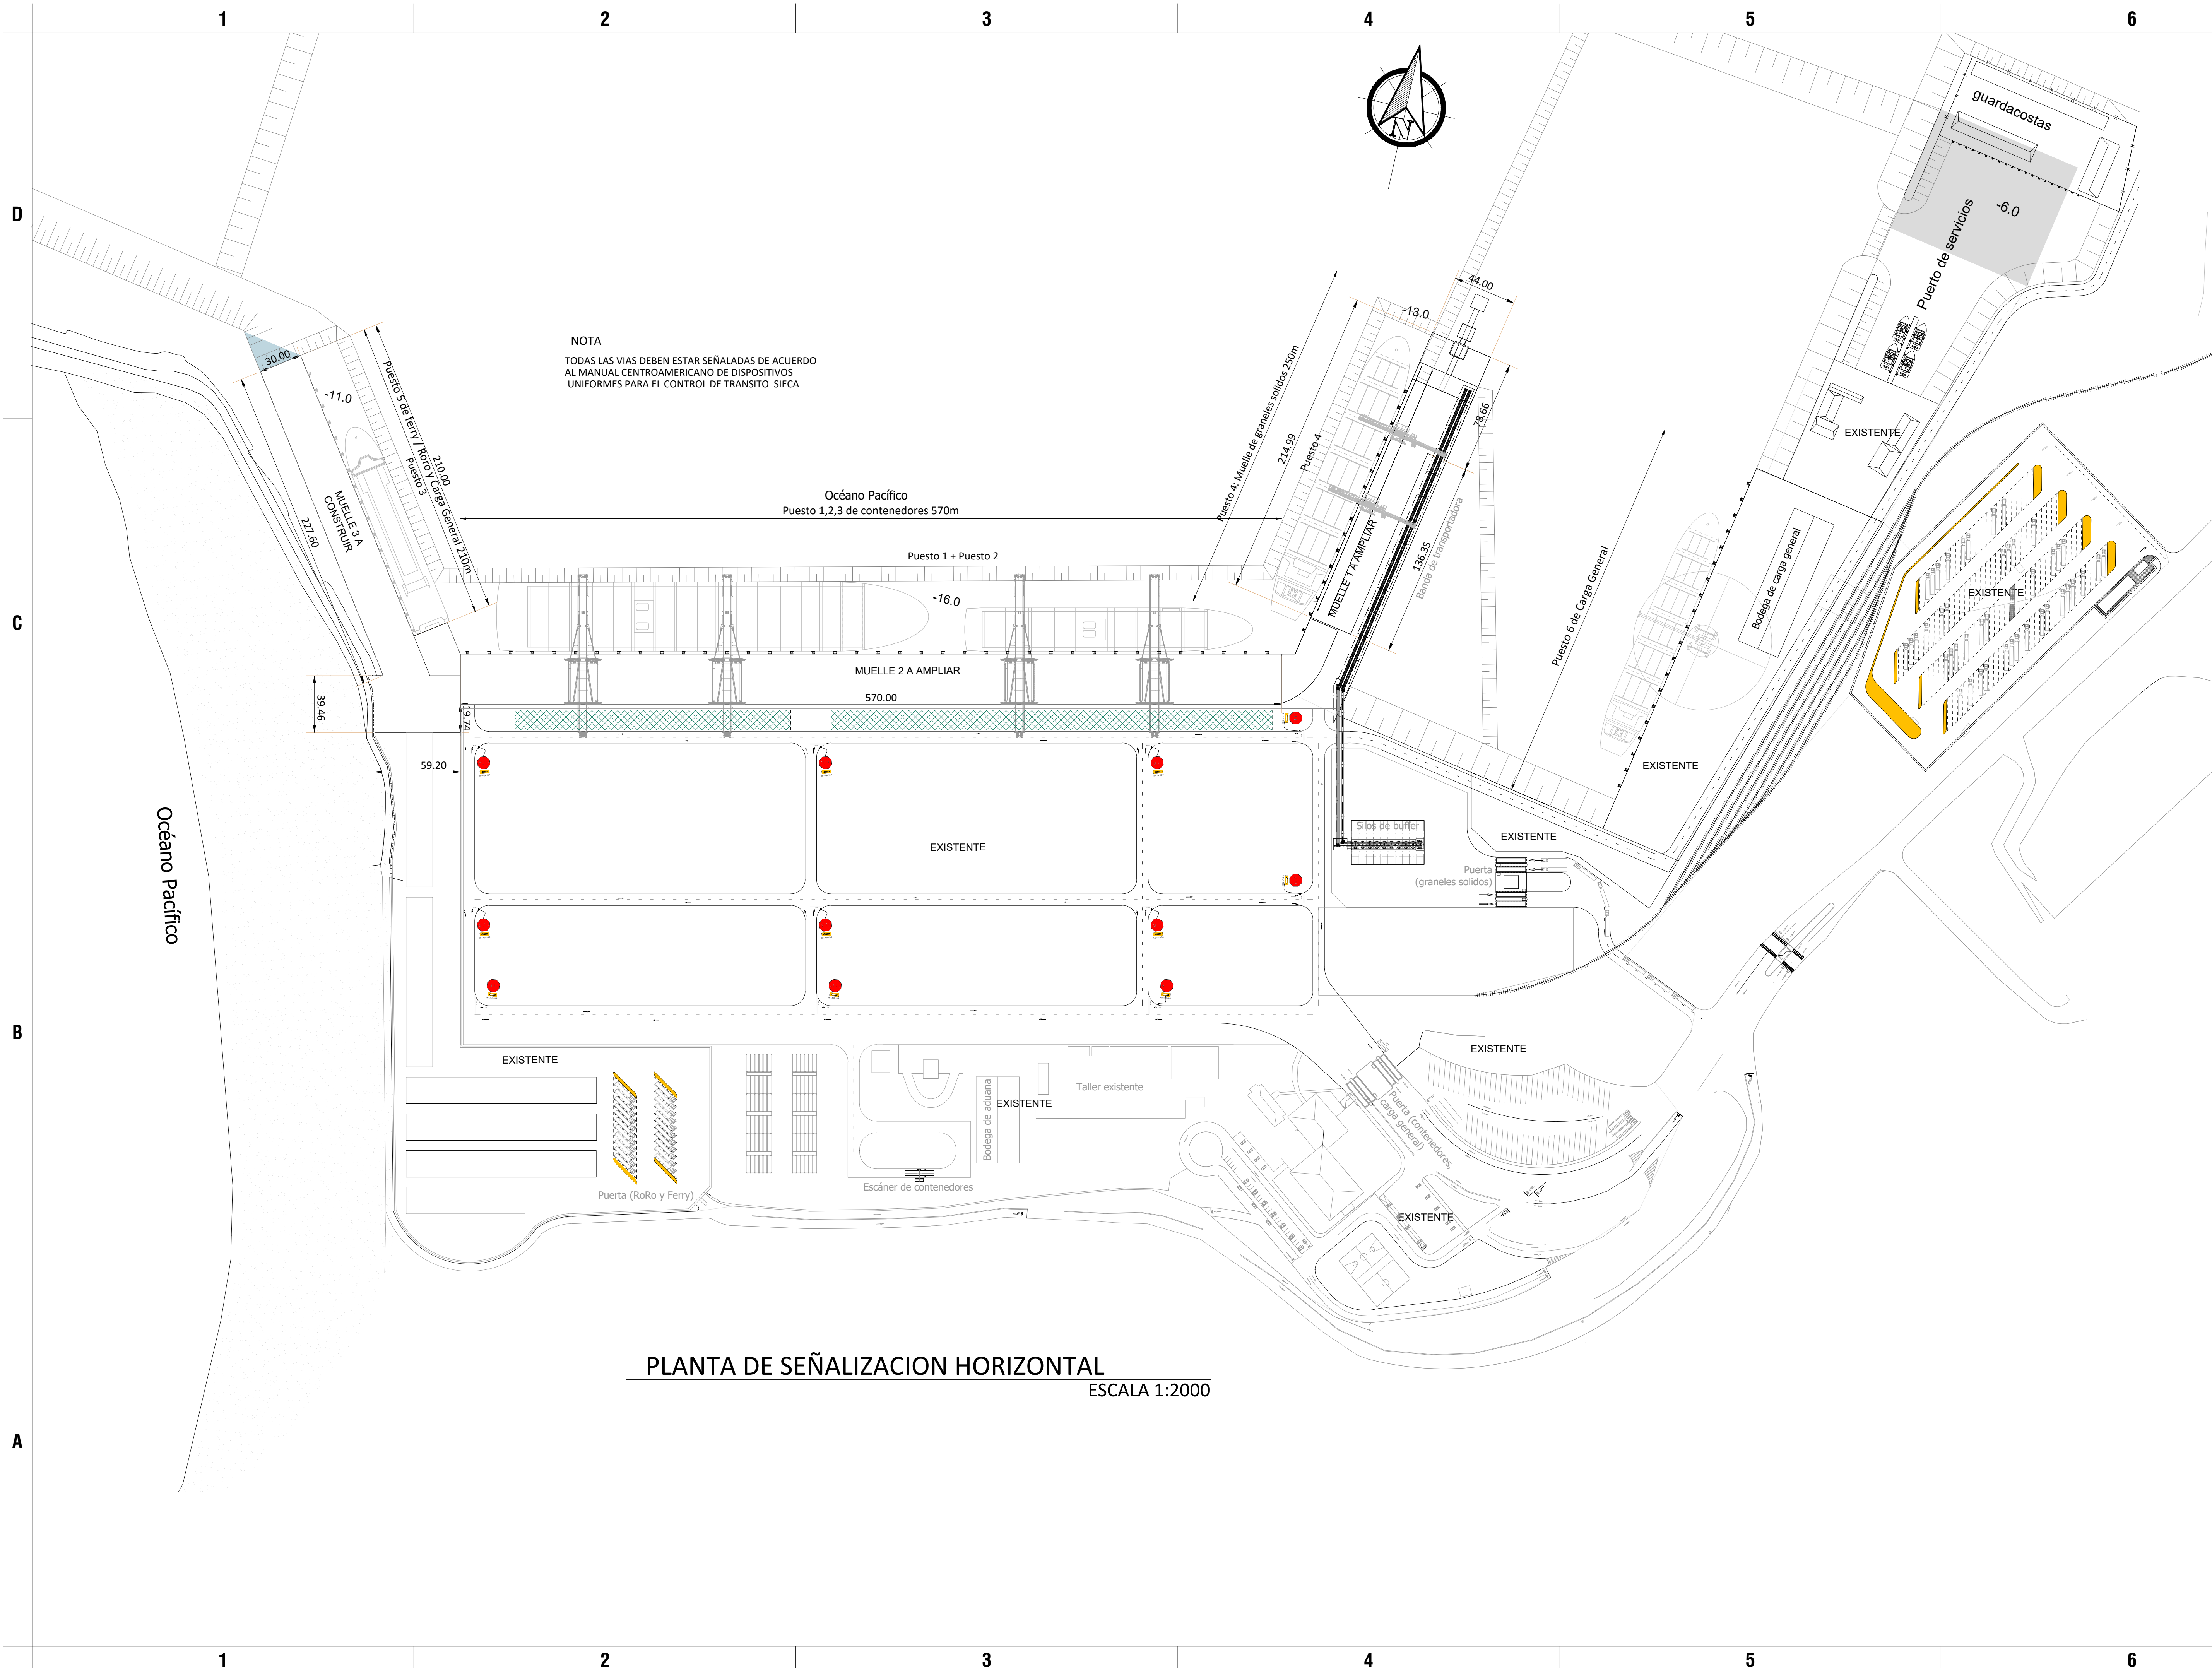 1
2
3
4
5
6
D
C
B
A
N
guardacostas
-6.0
Puerto de servicios
44.00
-13.0
NOTA
TODAS LAS VIAS DEBEN ESTAR SEÑALADAS DE ACUERDO
AL MANUAL CENTROAMERICANO DE DISPOSITIVOS
UNIFORMES PARA EL CONTROL DE TRANSITO SIECA
30.00
-11.0
Puesto 5 de ferry / Roro y Carga General 210m
210.00
Puesto 3
MUELLE 3 A
CONSTRUIR
227.60
Océano Pacífico
Puesto 1,2,3 de contenedores 570m
Puesto 1 + Puesto 2
-16.0
Puesto 4: Muelle de graneles solidos 250m
214.99
Puesto 4
78.66
MUELLE 1 A AMPLIAR
136.35
Banda de transportadora
Puesto 6 de Carga General
EXISTENTE
Bodega de carga general
EXISTENTE
MUELLE 2 A AMPLIAR
570.00
19.74
39.46
59.20
EXISTENTE
Océano Pacífico
EXISTENTE
Silos de buffer
EXISTENTE
Puerta
(graneles solidos)
EXISTENTE
EXISTENTE
Puerta (RoRo y Ferry)
Bodega de aduana
EXISTENTE
Taller existente
Escáner de contenedores
Puerta (contenedores,
carga general)
EXISTENTE
PLANTA DE SEÑALIZACION HORIZONTAL
ESCALA 1:2000
1
2
3
4
5
6